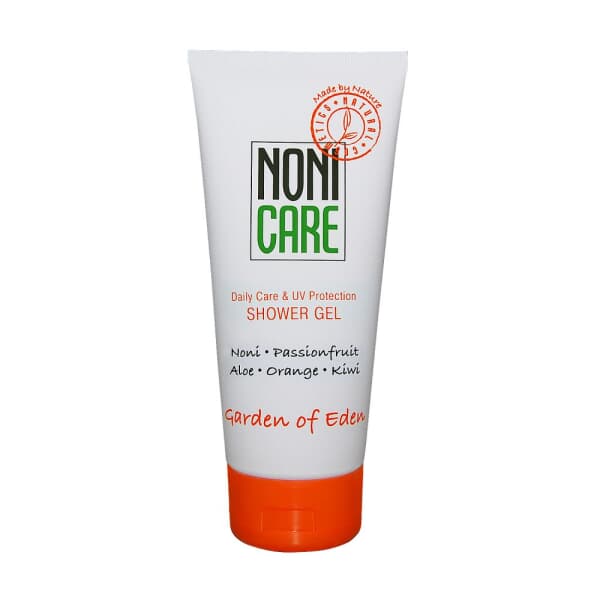 Made by Nature
NATURAL • COSMETICS •
NONI
CARE
Daily Care & UV Protection
SHOWER GEL
Noni • Passionfruit
Aloe • Orange • Kiwi
Garden of Eden